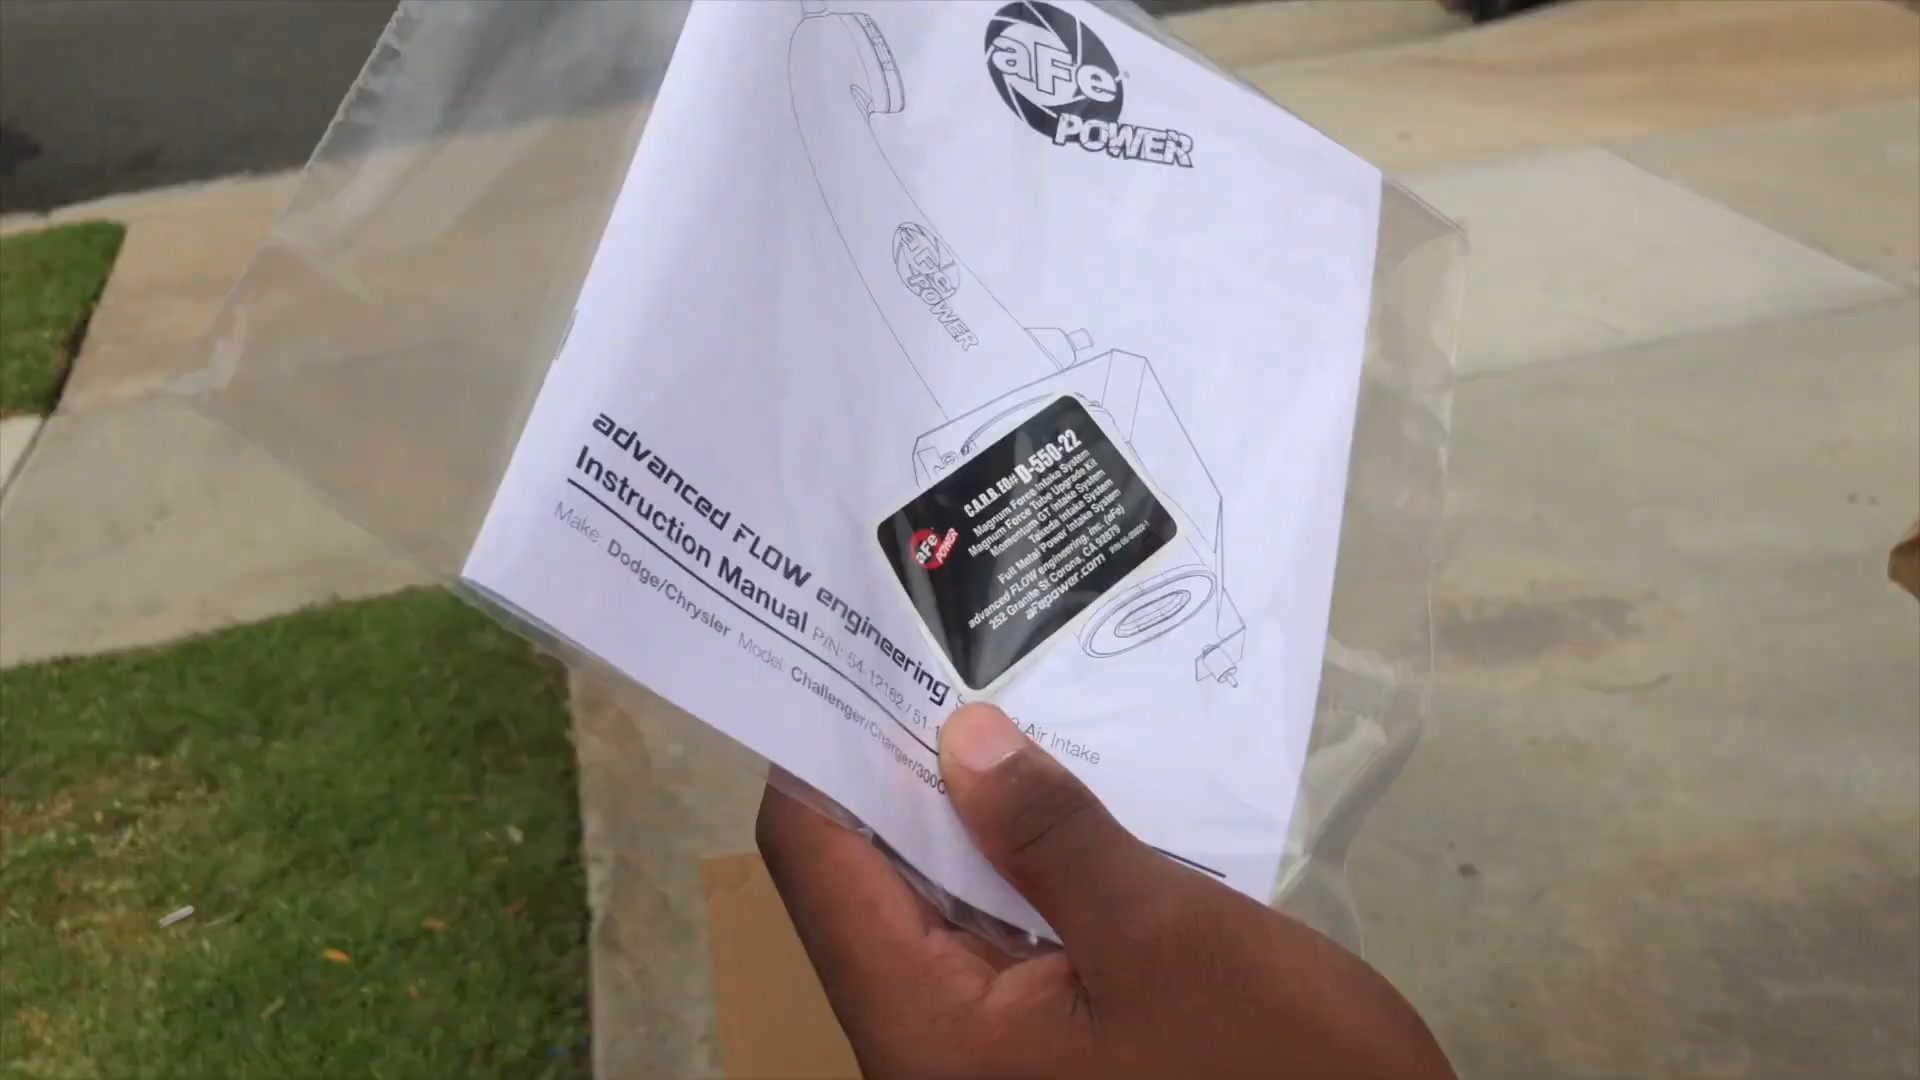 aFe
POWER
aFe
POWER
advanced FLOW engineering
Instruction Manual P/N: 54-12162 / 51-1
Air Intake
Make: Dodge/Chrysler Model: Challenger/Charger/300C
C.A.R.B. EO# D-550-22
Magnum Force Intake System
Magnum Force Tube Upgrade Kit
Momentum GT Intake System
Takeda Intake System
Full Metal Power Intake System
advanced FLOW engineering, inc. (aFe)
252 Granite St Corona, CA 92879
aFepower.com
aFe
POWER